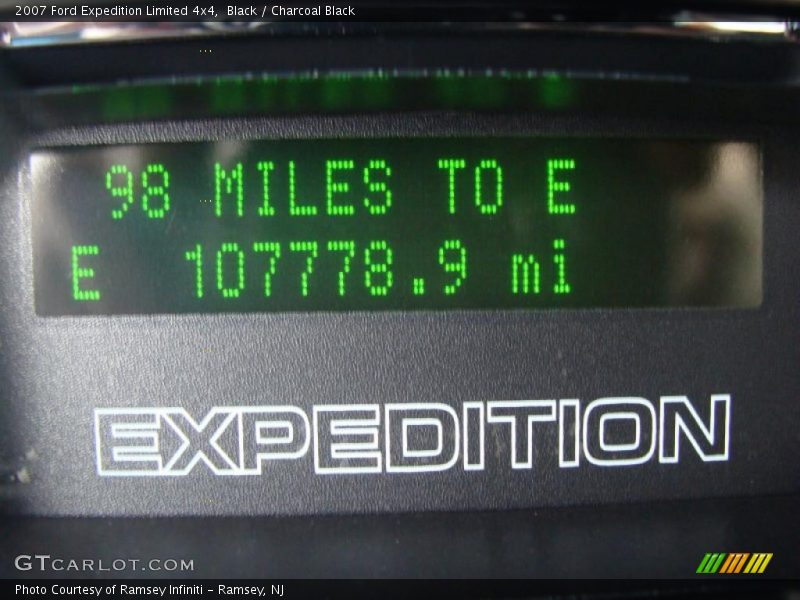 2007 Ford Expedition Limited 4x4,  Black / Charcoal Black
98 MILES TO E
E 107778.9 mi
EXPEDITION
GTCARLOT.COM
Photo Courtesy of Ramsey Infiniti - Ramsey, NJ